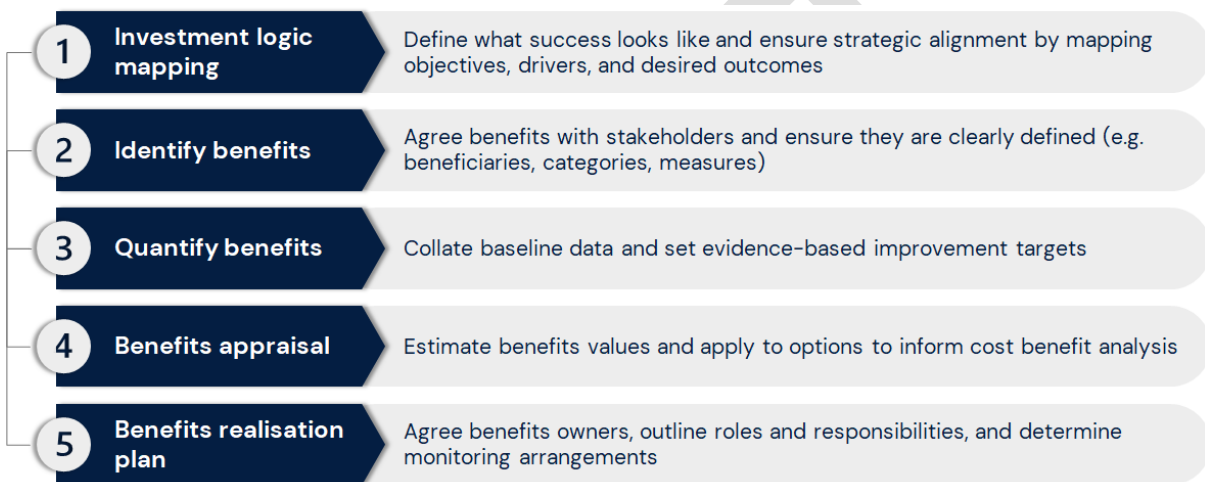 1
Investment logic
mapping
Define what success looks like and ensure strategic alignment by mapping
objectives, drivers, and desired outcomes
2
Identify benefits
Agree benefits with stakeholders and ensure they are clearly defined (e.g.
beneficiaries, categories, measures)
3
Quantify benefits
Collate baseline data and set evidence-based improvement targets
4
Benefits appraisal
Estimate benefits values and apply to options to inform cost benefit analysis
5
Benefits realisation
plan
Agree benefits owners, outline roles and responsibilities, and determine
monitoring arrangements